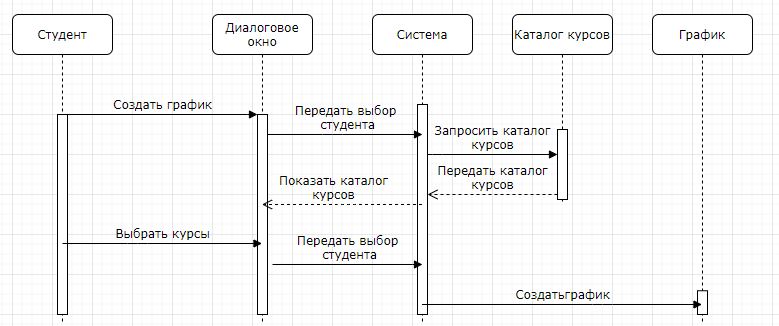 Студент
Диалоговое
окно
Система
Каталог курсов
График
Создать график
Передать выбор
студента
Запросить каталог
курсов
Передать каталог
курсов
Показать каталог
курсов
Выбрать курсы
Передать выбор
студента
Создатьграфик